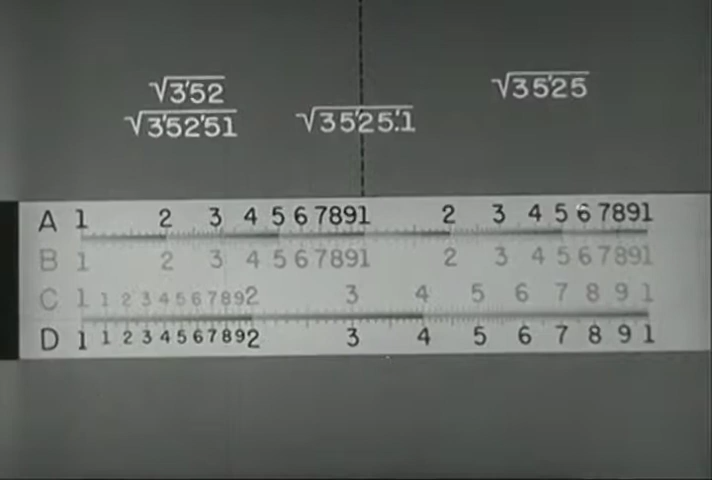 √3'52
√35'25
√3'52'51
√35'25'.1
A 1 2 3 4 5 6 7 8 9 1 2 3 4 5 6 7 8 9 1
B 1 2 3 4 5 6 7 8 9 1 2 3 4 5 6 7 8 9 1
C 1 1 2 3 4 5 6 7 8 9 2 3 4 5 6 7 8 9 1
D 1 1 2 3 4 5 6 7 8 9 2 3 4 5 6 7 8 9 1